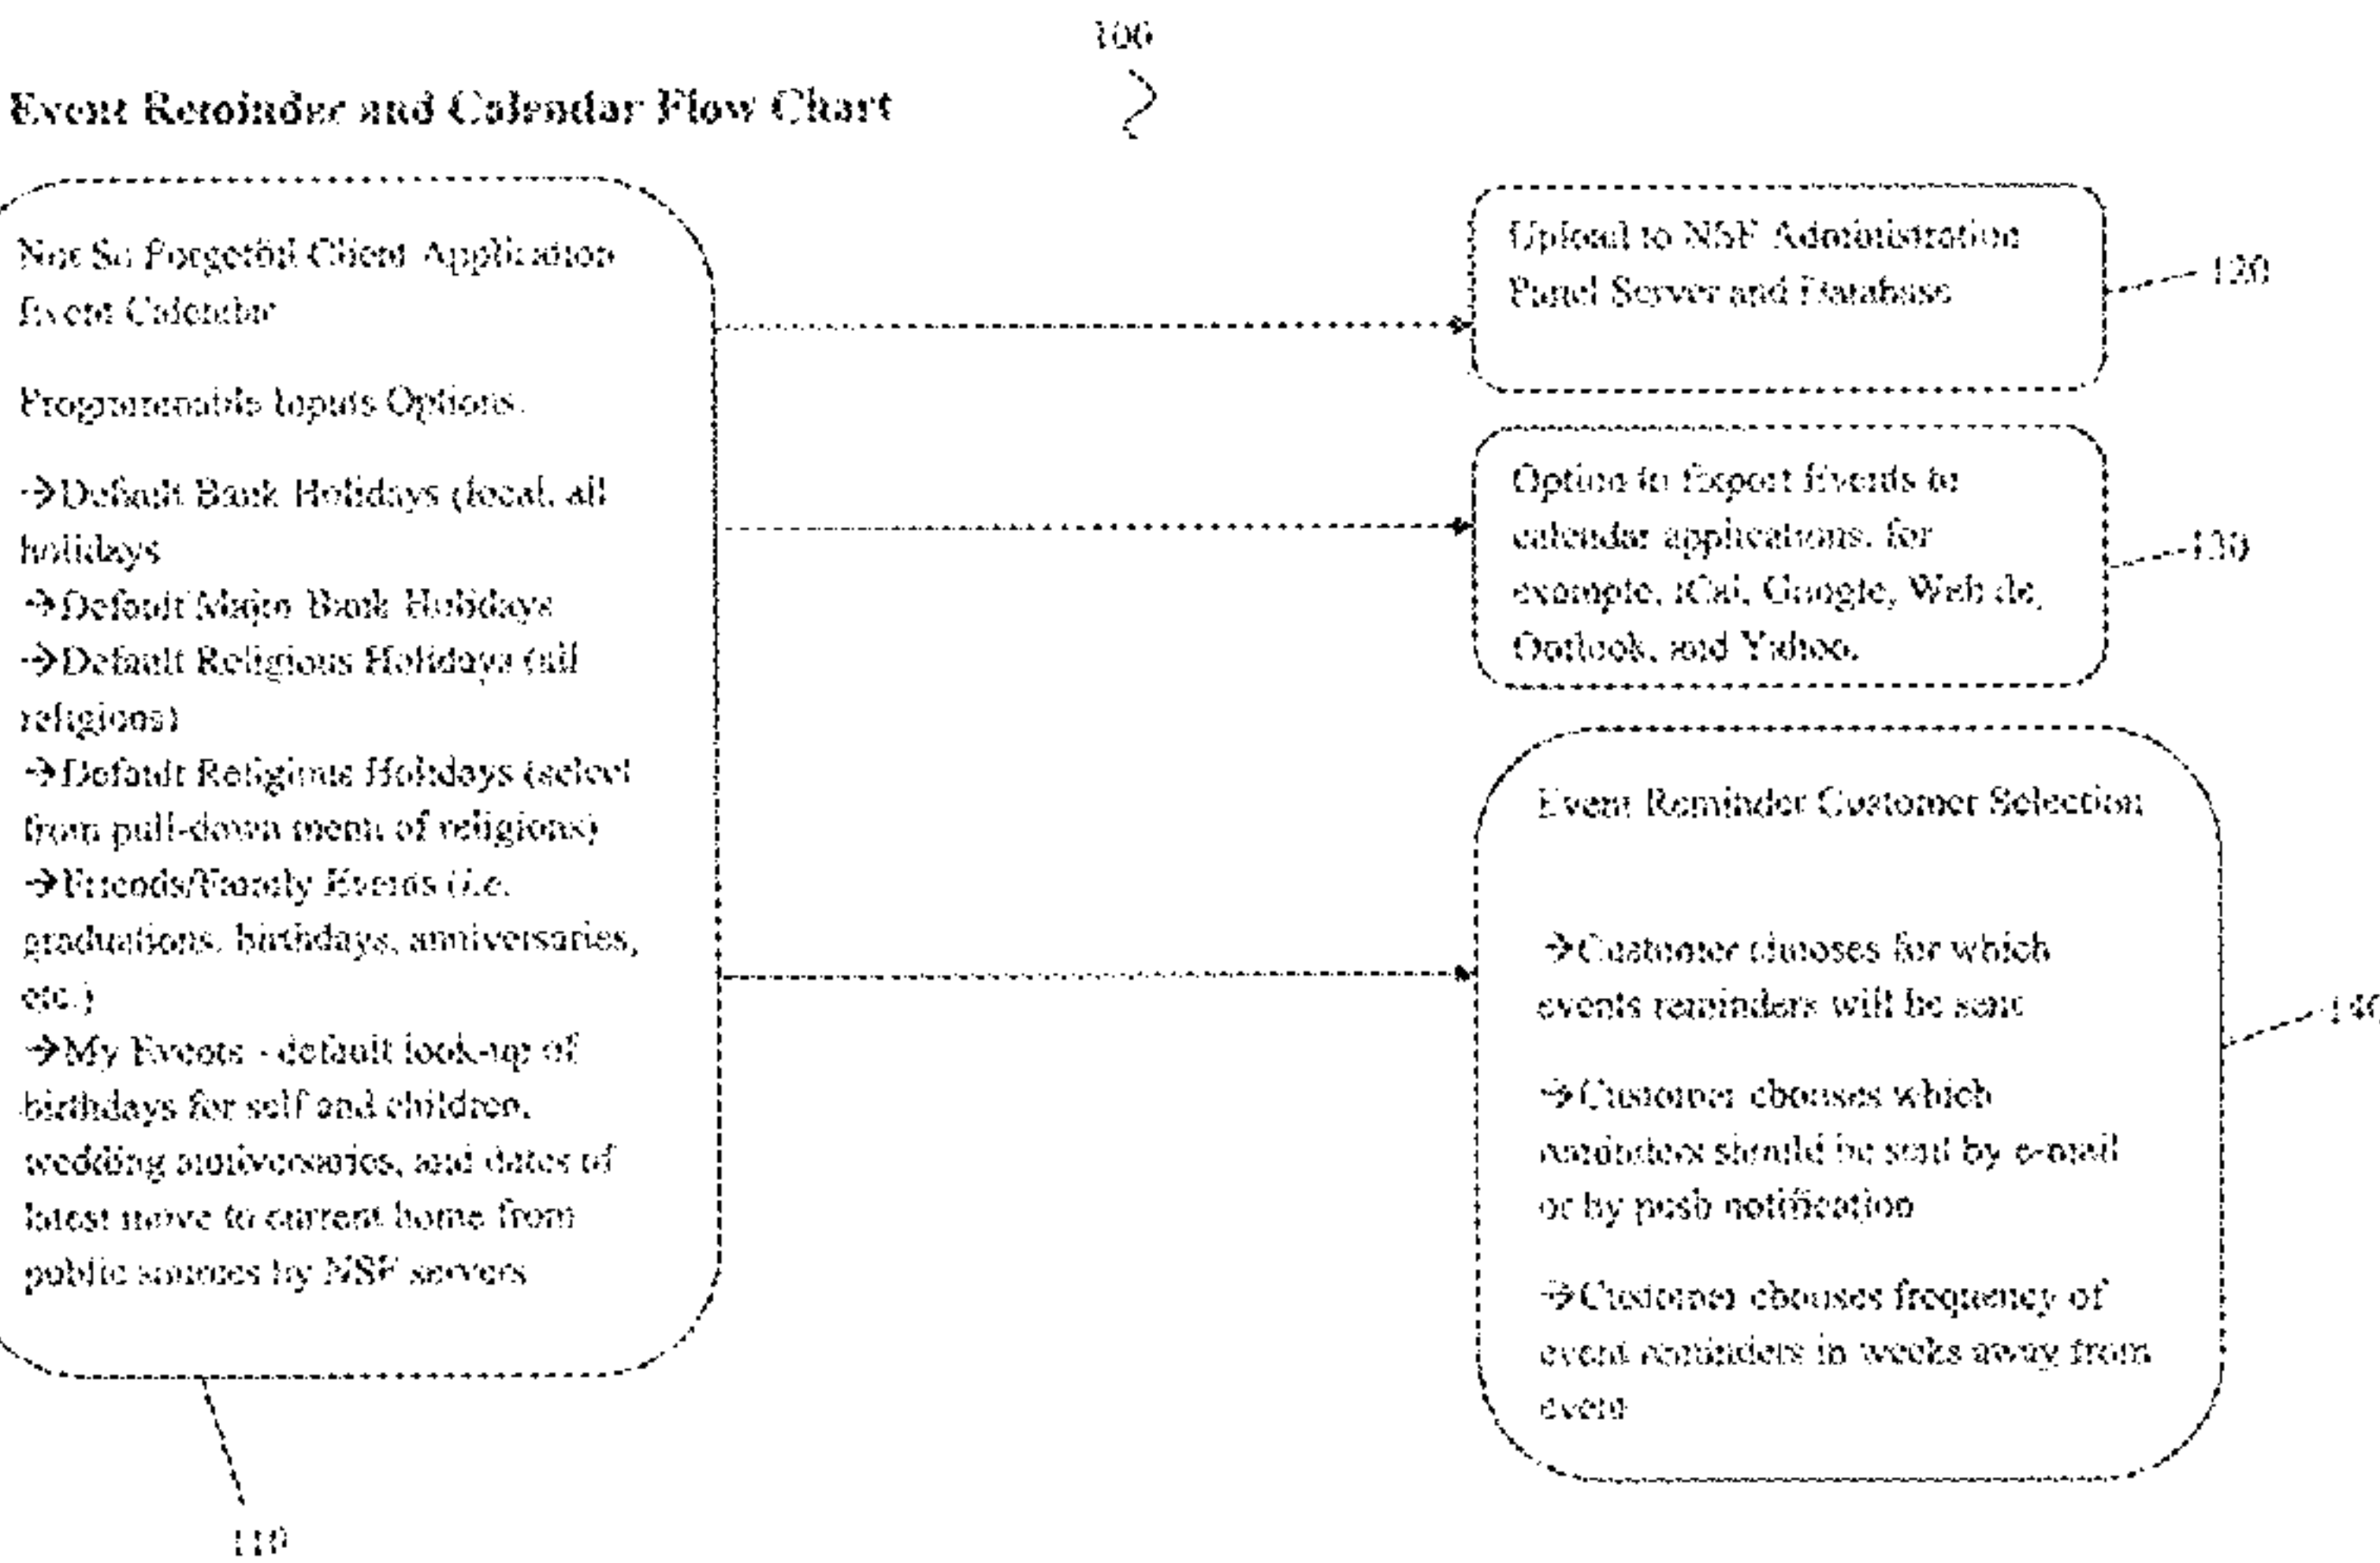 100
Event Reminder and Calendar Flow Chart
Not So Forgetful Client Application
Event Calendar
Programmable Inputs Options.
→Default Bank Holidays (local, all
holidays
→Default Major Bank Holidays
→Default Religious Holidays (all
religions)
→Default Religious Holidays (select
from pull-down menu of religions)
→Friends/Family Events (i.e.
graduations, birthdays, anniversaries,
etc.)
→My Events - default look-up of
birthdays for self and children,
wedding anniversaries, and dates of
latest move to current home from
public sources by NSF servers
110
Upload to NSF Administration
Panel Server and Database
120
Option to Export Events to
calendar applications, for
example, iCal, Google, Web.de,
Outlook, and Yahoo.
130
Event Reminder Customer Selection
→Customer chooses for which
events reminders will be sent
→Customer chooses which
reminders should be sent by e-mail
or by push notification
→Customer chooses frequency of
event reminders in weeks away from
event
140